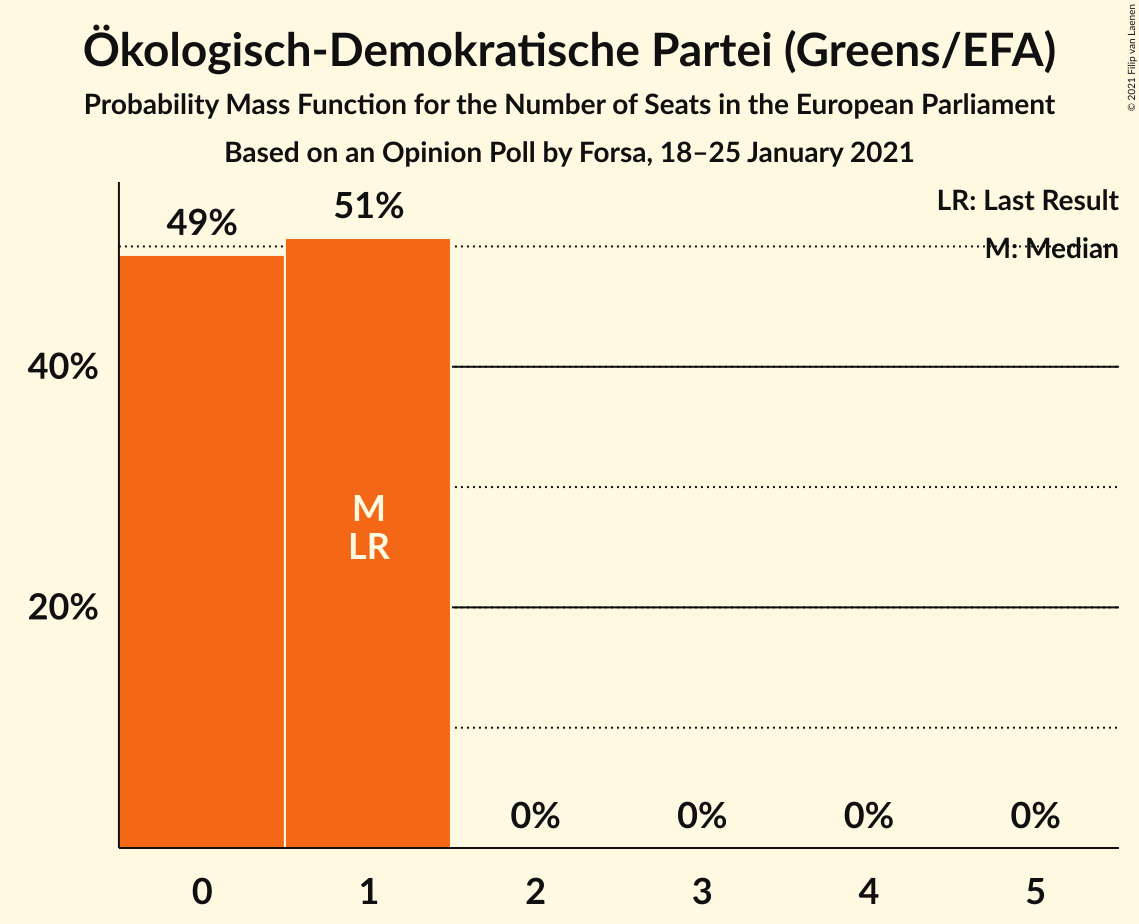 Ökologisch-Demokratische Partei (Greens/EFA)
Probability Mass Function for the Number of Seats in the European Parliament
Based on an Opinion Poll by Forsa, 18–25 January 2021
© 2021 Filip van Laenen
LR: Last Result
M: Median
49%
51%
40%
20%
M
LR
0%
0%
0%
0%
0
1
2
3
4
5